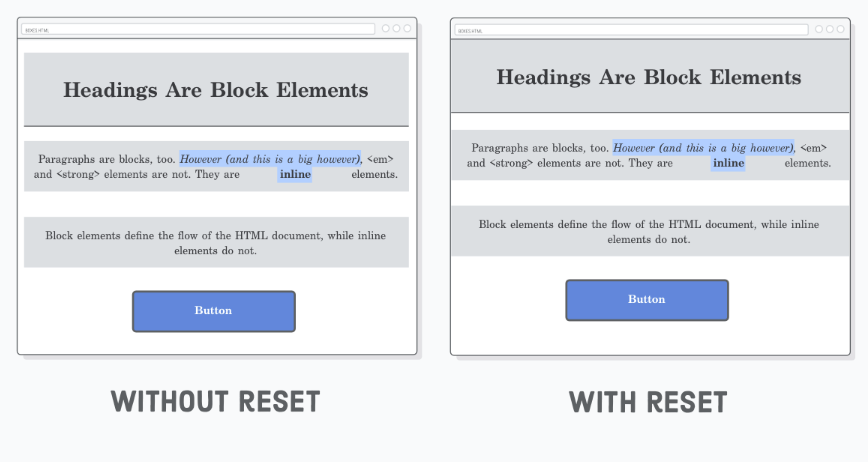 BOXES.HTML
Headings Are Block Elements
Paragraphs are blocks, too. However (and this is a big however), <em>
and <strong> elements are not. They are inline elements.
Block elements define the flow of the HTML document, while inline
elements do not.
Button
WITHOUT RESET
BOXES.HTML
Headings Are Block Elements
Paragraphs are blocks, too. However (and this is a big however), <em>
and <strong> elements are not. They are inline elements.
Block elements define the flow of the HTML document, while inline
elements do not.
Button
WITH RESET